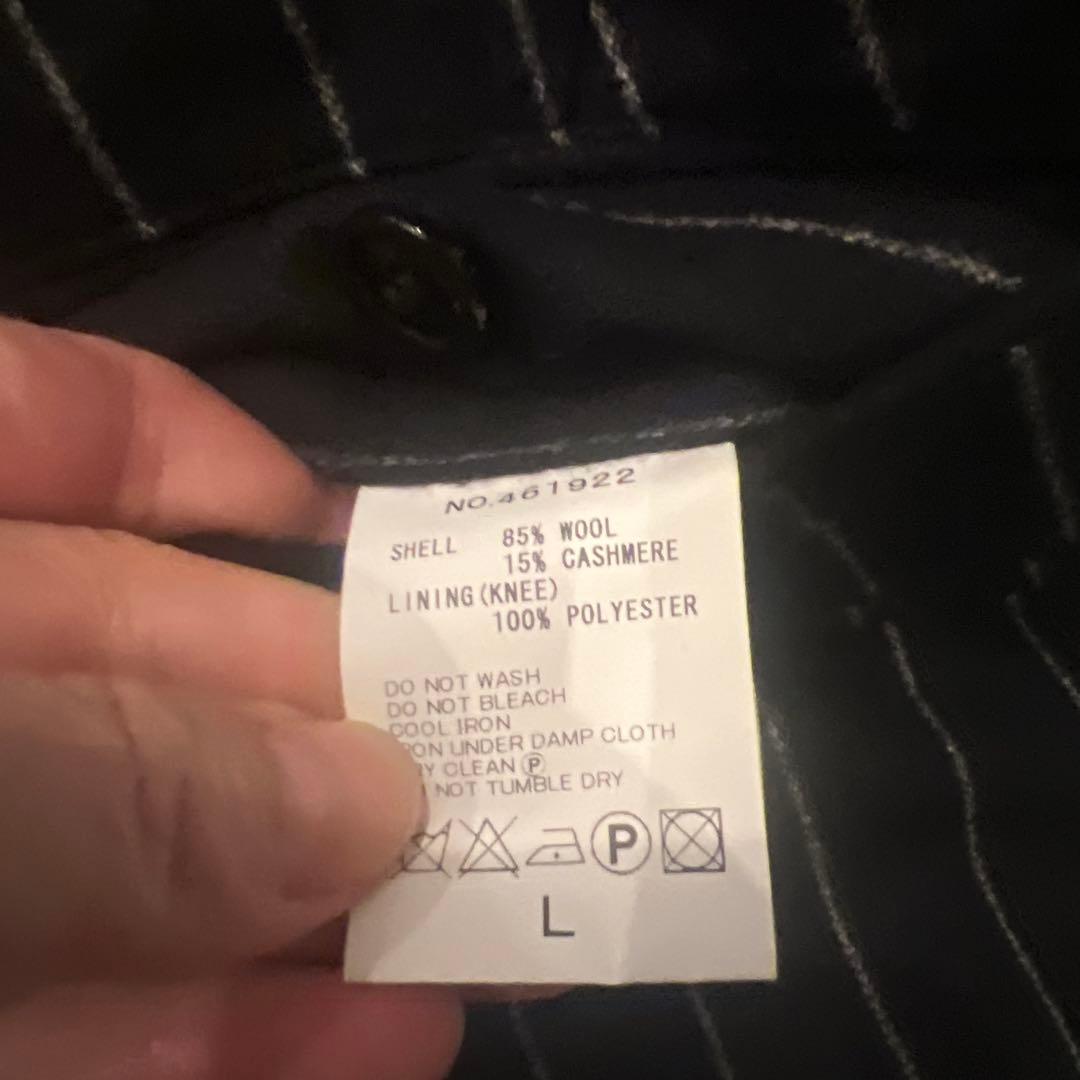 NO.461922
SHELL 85% WOOL
15% CASHMERE
LINING(KNEE)
100% POLYESTER
DO NOT WASH
DO NOT BLEACH
COOL IRON
IRON UNDER DAMP CLOTH
CLEAN Ⓟ
NOT TUMBLE DRY
P
L